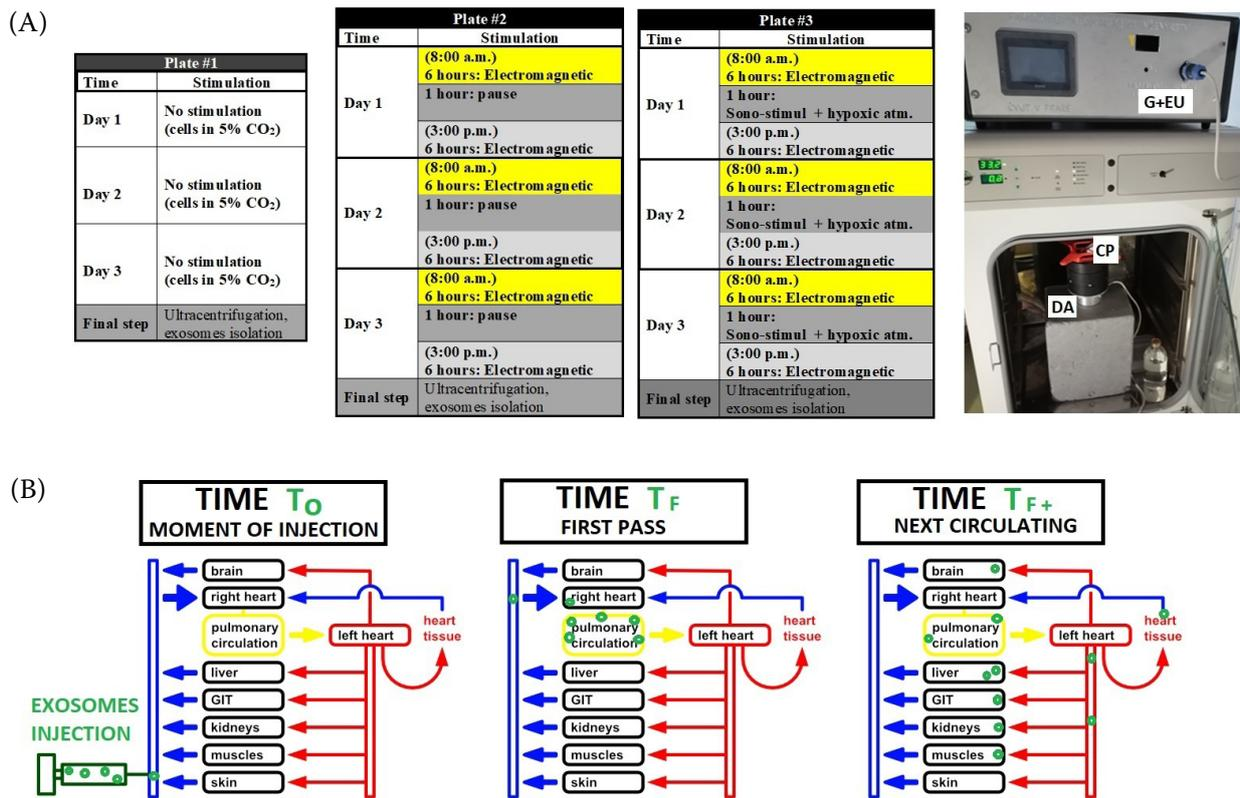 (A)
Plate #1
Time Stimulation
Day 1 No stimulation
(cells in 5% CO₂)
Day 2 No stimulation
(cells in 5% CO₂)
Day 3 No stimulation
(cells in 5% CO₂)
Final step Ultracentrifugation,
exosomes isolation
Plate #2
Time Stimulation
Day 1 (8:00 a.m.)
6 hours: Electromagnetic
1 hour: pause
(3:00 p.m.)
6 hours: Electromagnetic
Day 2 (8:00 a.m.)
6 hours: Electromagnetic
1 hour: pause
(3:00 p.m.)
6 hours: Electromagnetic
Day 3 (8:00 a.m.)
6 hours: Electromagnetic
1 hour: pause
(3:00 p.m.)
6 hours: Electromagnetic
Final step Ultracentrifugation,
exosomes isolation
Plate #3
Time Stimulation
Day 1 (8:00 a.m.)
6 hours: Electromagnetic
1 hour:
Sono-stimul + hypoxic atm.
(3:00 p.m.)
6 hours: Electromagnetic
Day 2 (8:00 a.m.)
6 hours: Electromagnetic
1 hour:
Sono-stimul + hypoxic atm.
(3:00 p.m.)
6 hours: Electromagnetic
Day 3 (8:00 a.m.)
6 hours: Electromagnetic
1 hour:
Sono-stimul + hypoxic atm.
(3:00 p.m.)
6 hours: Electromagnetic
Final step Ultracentrifugation,
exosomes isolation
G+EU
CP
DA
(B)
TIME To
MOMENT OF INJECTION
brain
right heart
pulmonary
circulation
left heart
heart
tissue
liver
GIT
kidneys
muscles
skin
EXOSOMES
INJECTION
TIME TF
FIRST PASS
brain
right heart
pulmonary
circulation
left heart
heart
tissue
liver
GIT
kidneys
muscles
skin
TIME TF+
NEXT CIRCULATING
brain
right heart
pulmonary
circulation
left heart
heart
tissue
liver
GIT
kidneys
muscles
skin